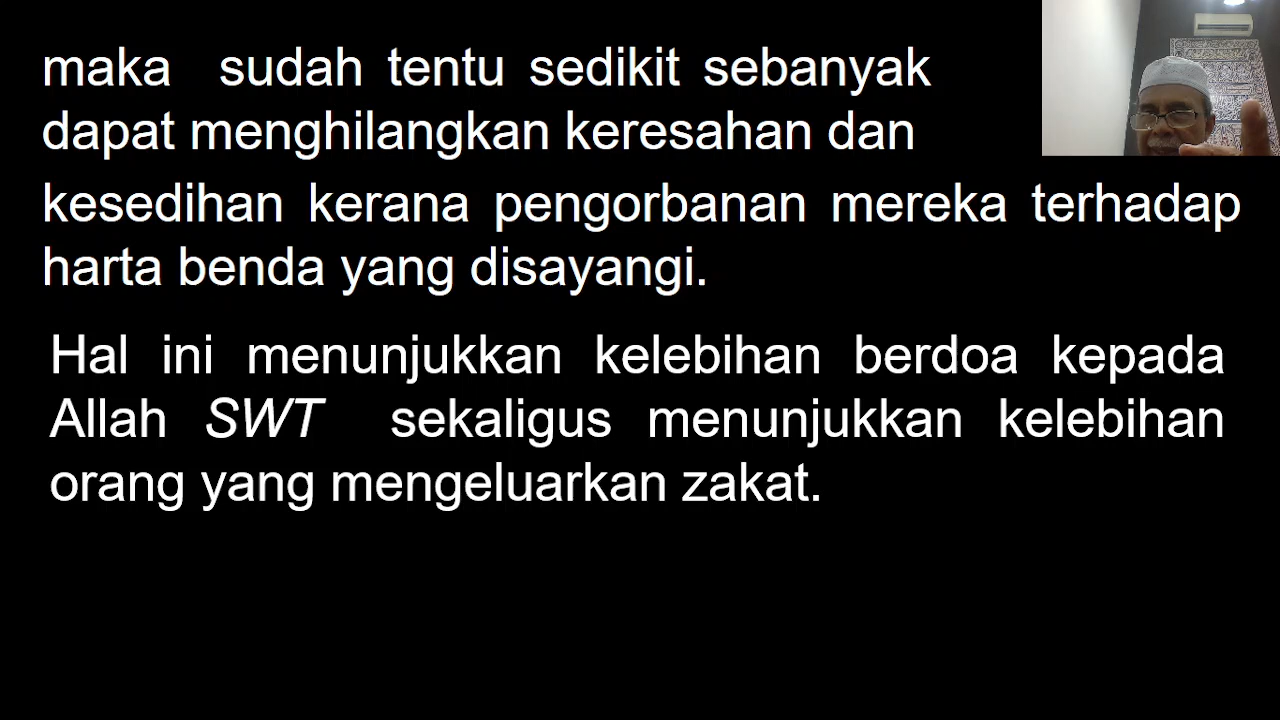 maka sudah tentu sedikit sebanyak
dapat menghilangkan keresahan dan
kesedihan kerana pengorbanan mereka terhadap
harta benda yang disayangi.
Hal ini menunjukkan kelebihan berdoa kepada
Allah SWT sekaligus menunjukkan kelebihan
orang yang mengeluarkan zakat.